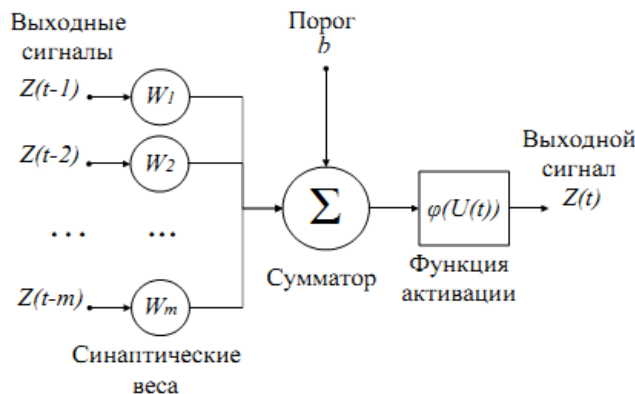 Выходные
сигналы
Z(t-1)
W1
Z(t-2)
W2
...
...
Z(t-m)
Wm
Синаптические
веса
Порог
b
Σ
Сумматор
φ(U(t))
Функция
активации
Выходной
сигнал
Z(t)